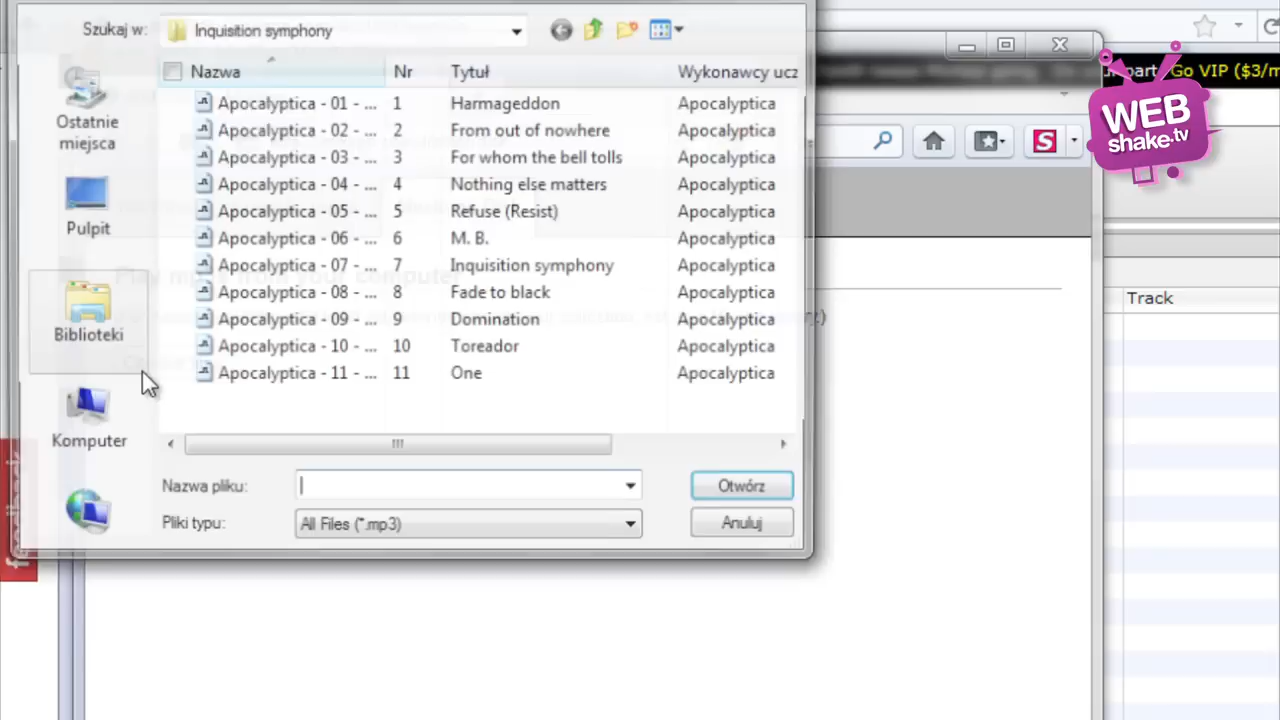 Szukaj w: Inquisition symphony
Nazwa Nr Tytuł Wykonawcy ucz
Apocalyptica - 01 - ... 1 Harmageddon Apocalyptica
Apocalyptica - 02 - ... 2 From out of nowhere Apocalyptica
Apocalyptica - 03 - ... 3 For whom the bell tolls Apocalyptica
Apocalyptica - 04 - ... 4 Nothing else matters Apocalyptica
Apocalyptica - 05 - ... 5 Refuse (Resist) Apocalyptica
Apocalyptica - 06 - ... 6 M. B. Apocalyptica
Apocalyptica - 07 - ... 7 Inquisition symphony Apocalyptica
Apocalyptica - 08 - ... 8 Fade to black Apocalyptica
Apocalyptica - 09 - ... 9 Domination Apocalyptica
Apocalyptica - 10 - ... 10 Toreador Apocalyptica
Apocalyptica - 11 - ... 11 One Apocalyptica
Ostatnie
miejsca
Pulpit
Biblioteki
Komputer
Nazwa pliku:
Otwórz
Pliki typu: All Files (*.mp3)
Anuluj
Go VIP ($3/m
WEB
shake.tv
S
Track